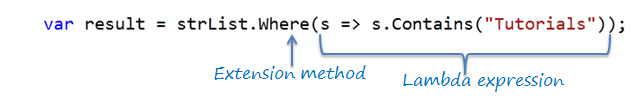 var result = strList.Where(s => s.Contains("Tutorials"));
Extension method
Lambda expression